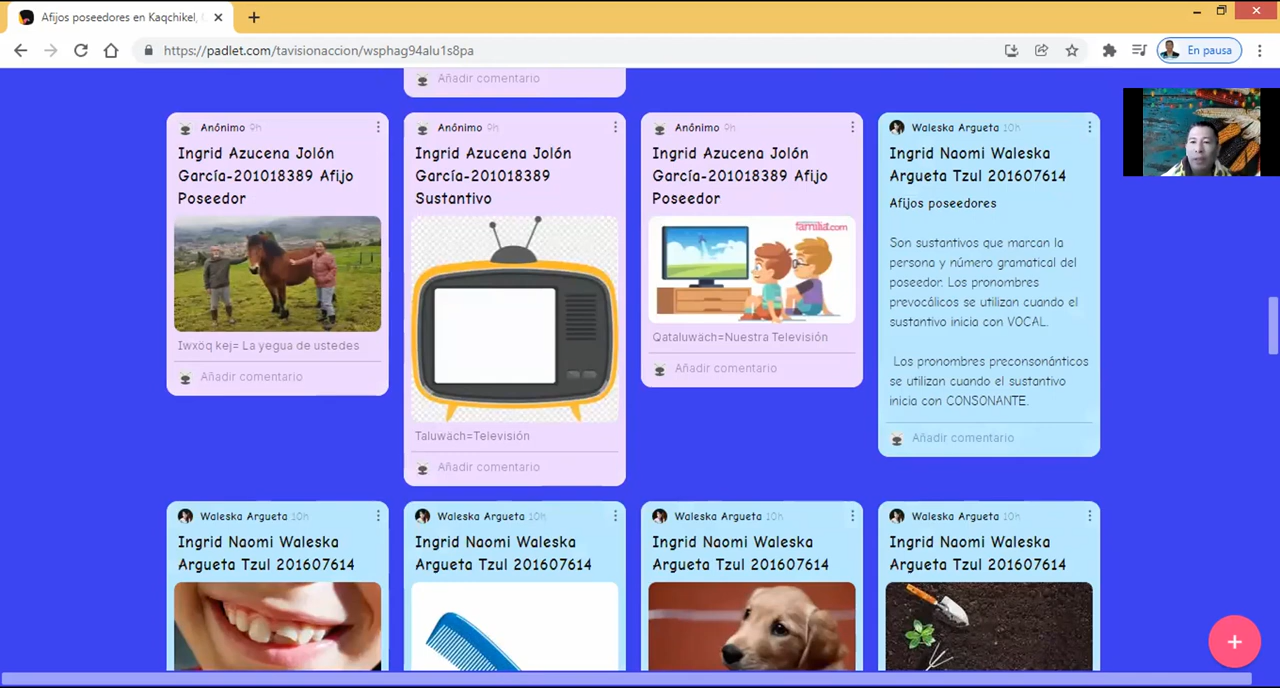 Afijos poseedores en Kaqchikel,
https://padlet.com/tavisionaccion/wsphag94alu1s8pa
En pausa
Añadir comentario
Anónimo 9h
Ingrid Azucena Jolón
García-201018389 Afijo
Poseedor
Iwxöq kej= La yegua de ustedes
Añadir comentario
Anónimo 9h
Ingrid Azucena Jolón
García-201018389
Sustantivo
Taluwäch=Televisión
Añadir comentario
Anónimo 9h
Ingrid Azucena Jolón
García-201018389 Afijo
Poseedor
familia.com
Qataluwäch=Nuestra Televisión
Añadir comentario
Waleska Argueta 10h
Ingrid Naomi Waleska
Argueta Tzul 201607614
Afijos poseedores
Son sustantivos que marcan la
persona y número gramatical del
poseedor. Los pronombres
prevocálicos se utilizan cuando el
sustantivo inicia con VOCAL.
Los pronombres preconsonánticos
se utilizan cuando el sustantivo
inicia con CONSONANTE.
Añadir comentario
Waleska Argueta 10h
Ingrid Naomi Waleska
Argueta Tzul 201607614
Waleska Argueta 10h
Ingrid Naomi Waleska
Argueta Tzul 201607614
Waleska Argueta 10h
Ingrid Naomi Waleska
Argueta Tzul 201607614
Waleska Argueta 10h
Ingrid Naomi Waleska
Argueta Tzul 201607614